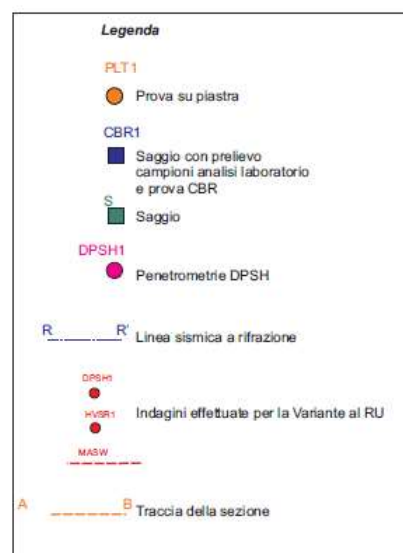 Legenda
PLT1
Prova su piastra
CBR1
Saggio con prelievo
campioni analisi laboratorio
e prova CBR
S
Saggio
DPSH1
Penetrometrie DPSH
R R'
Linea sismica a rifrazione
DPSH1
HVSR1
Indagini effettuate per la Variante al RU
MASW
A B
Traccia della sezione